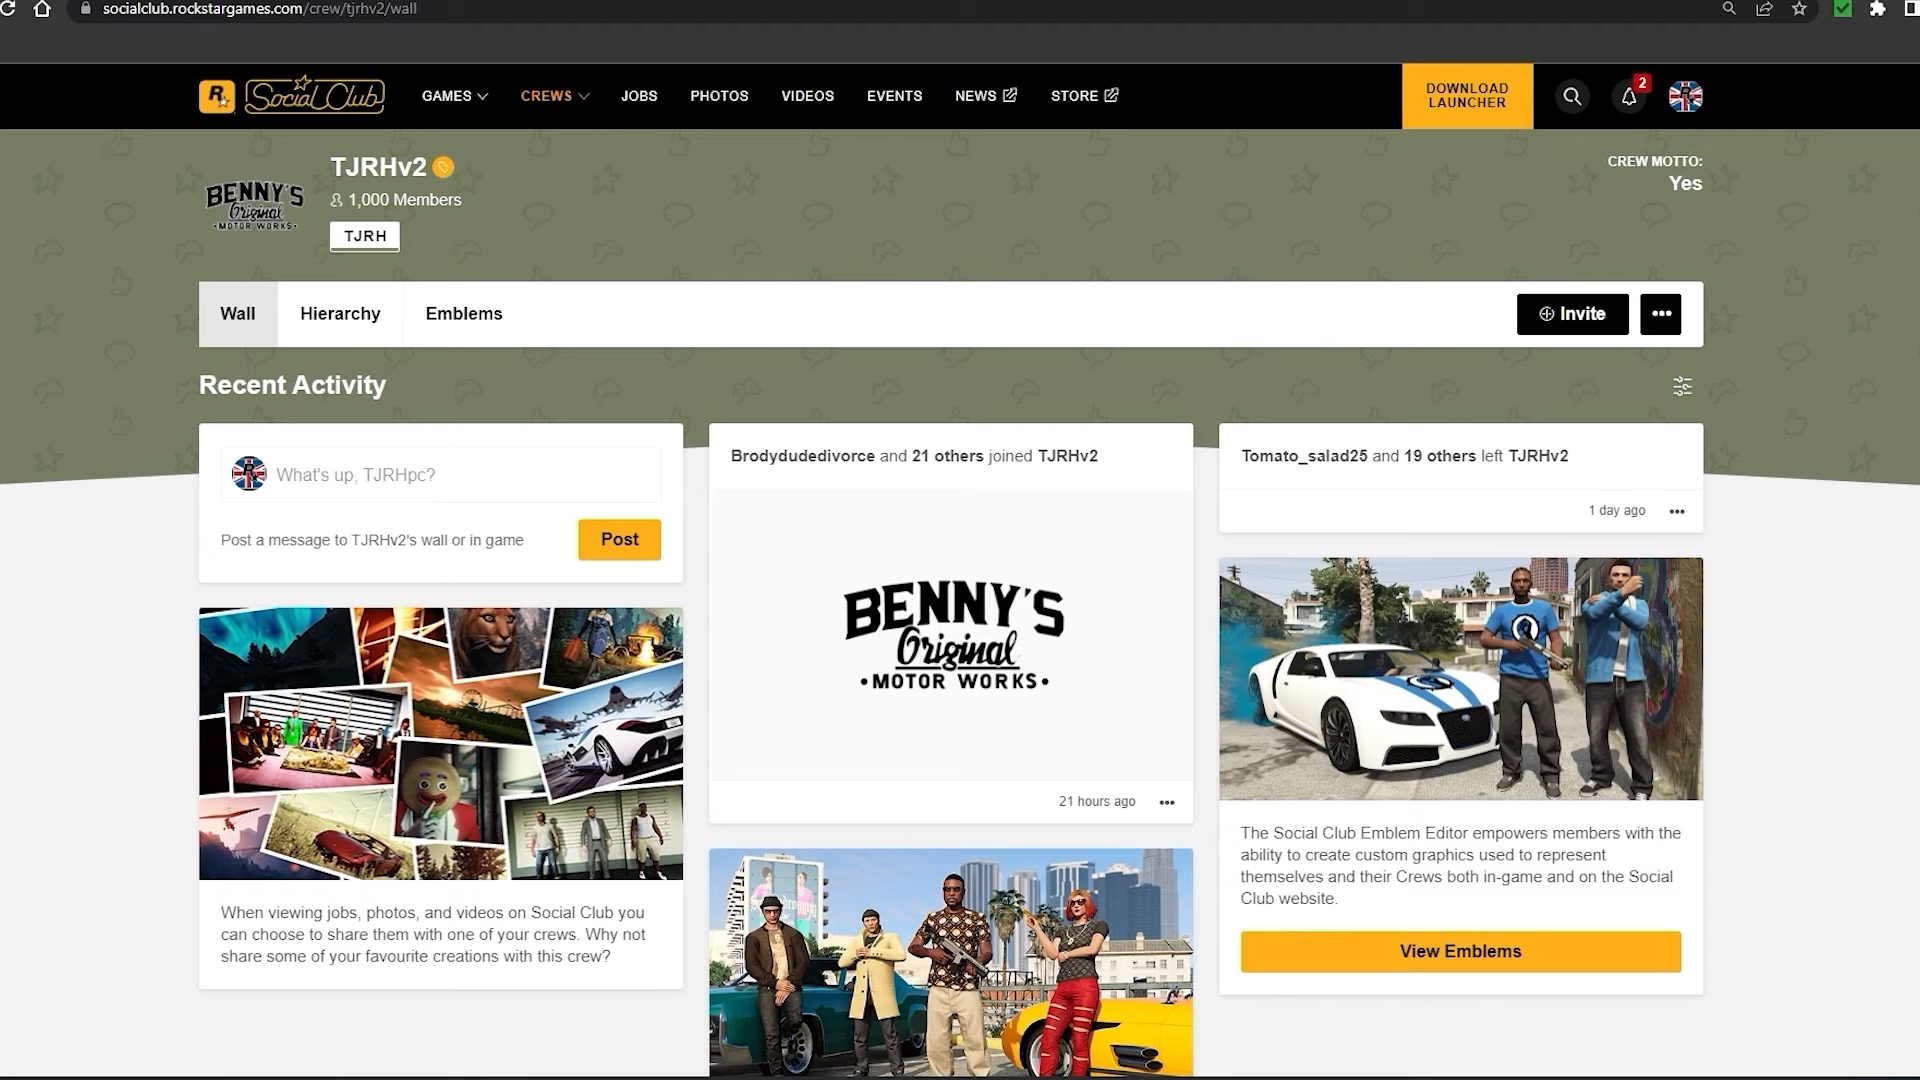 socialclub.rockstargames.com/crew/tjrhv2/wall
R
Social Club
GAMES
CREWS
JOBS
PHOTOS
VIDEOS
EVENTS
NEWS
STORE
DOWNLOAD
LAUNCHER
2
BENNY'S
Original
•MOTOR WORKS•
TJRHv2
1,000 Members
TJRH
CREW MOTTO:
Yes
Wall
Hierarchy
Emblems
Invite
Recent Activity
What's up, TJRHpc?
Post a message to TJRHv2's wall or in game
Post
When viewing jobs, photos, and videos on Social Club you
can choose to share them with one of your crews. Why not
share some of your favourite creations with this crew?
Brodydudedivorce and 21 others joined TJRHv2
BENNY'S
Original
•MOTOR WORKS•
21 hours ago
Tomato_salad25 and 19 others left TJRHv2
1 day ago
The Social Club Emblem Editor empowers members with the
ability to create custom graphics used to represent
themselves and their Crews both in-game and on the Social
Club website.
View Emblems